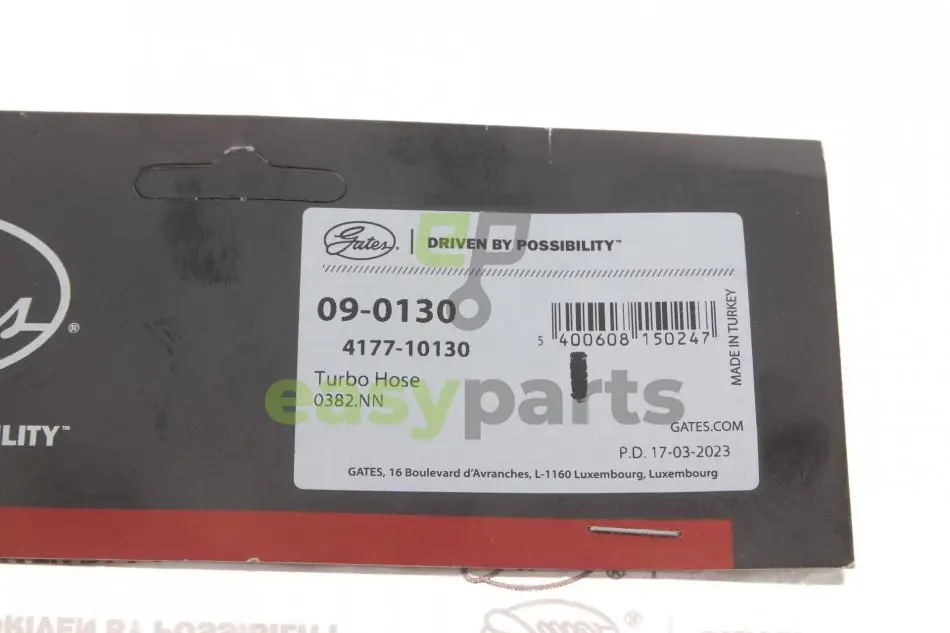 Gates. | DRIVEN BY POSSIBILITY™
09-0130
4177-10130
Turbo Hose
0382.NN
5 400608 150247
MADE IN TURKEY
GATES.COM
P.D. 17-03-2023
GATES, 16 Boulevard d'Avranches, L-1160 Luxembourg, Luxembourg
easyparts
ep
s®
ILITY™